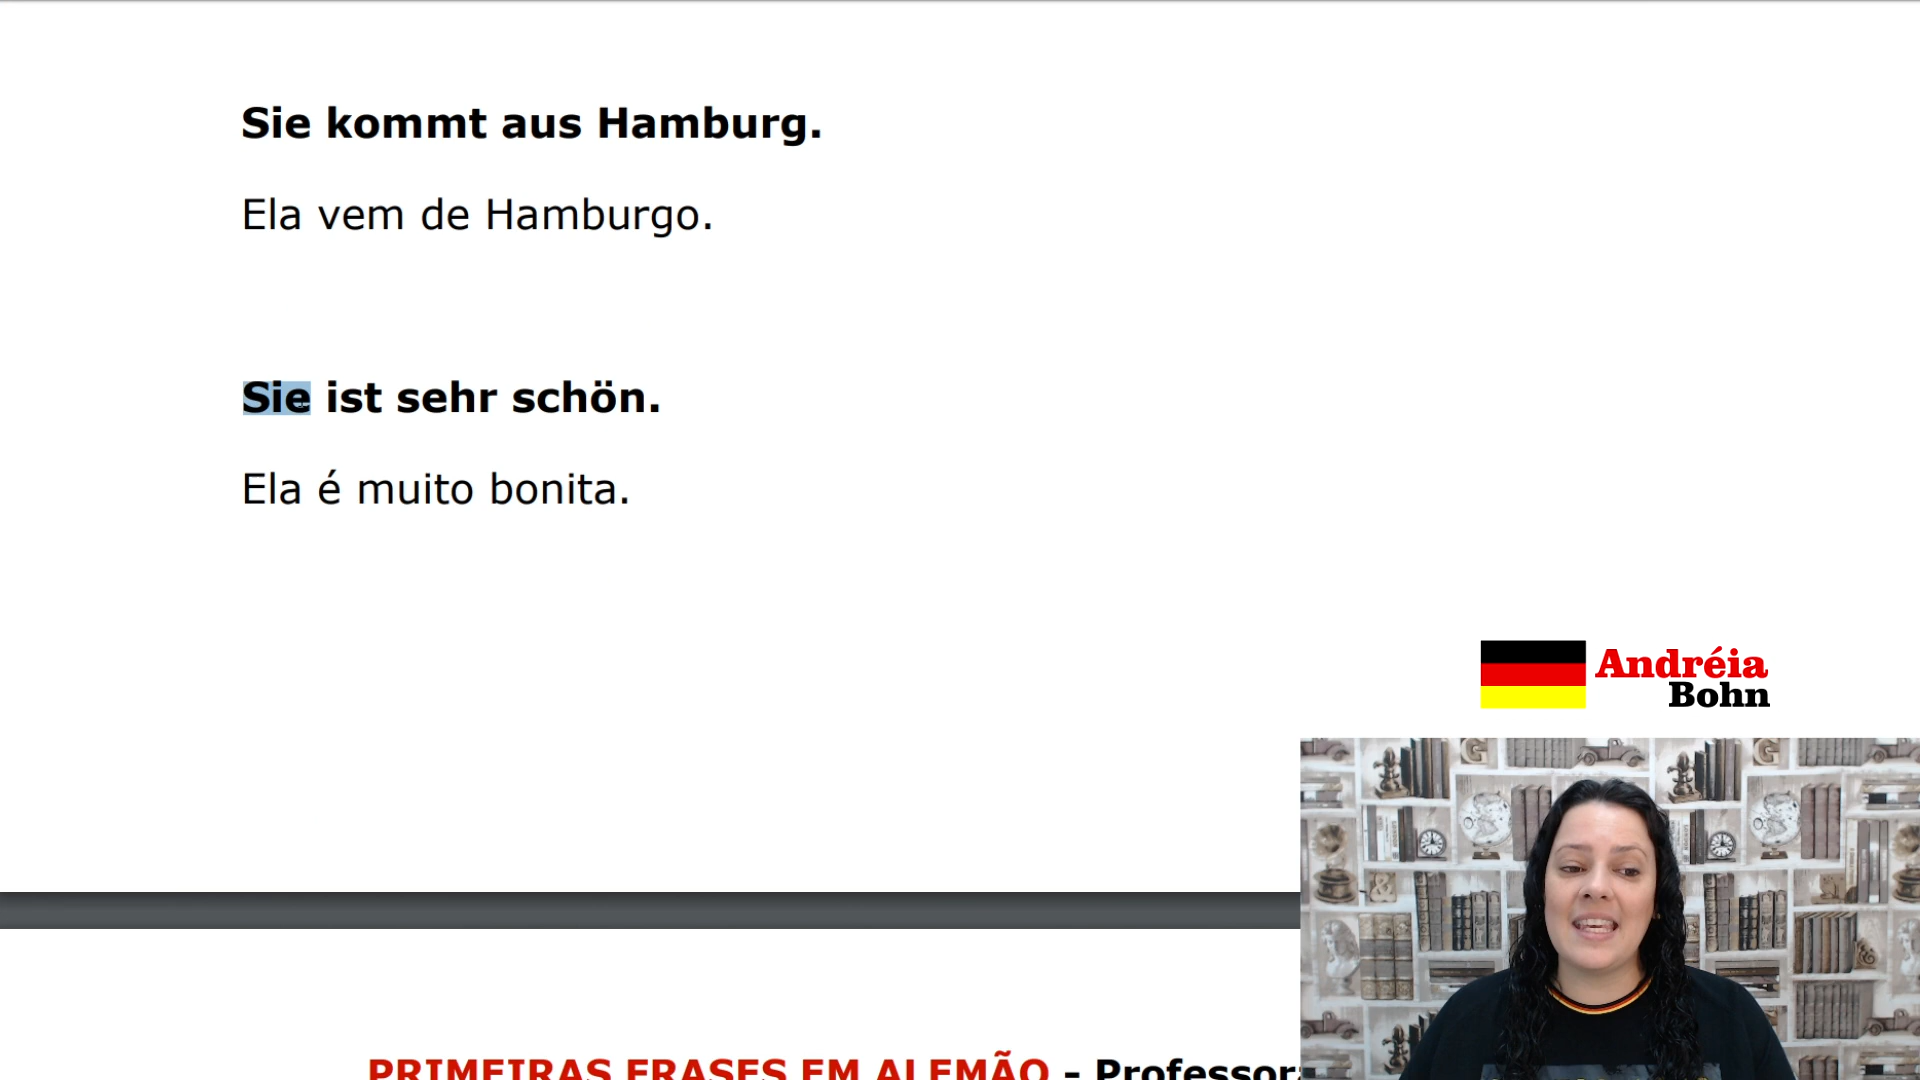 Sie kommt aus Hamburg.
Ela vem de Hamburgo.
Sie ist sehr schön.
Ela é muito bonita.
Andréia
Bohn
PRIMEIRAS FRASES EM ALEMÃO - Professora